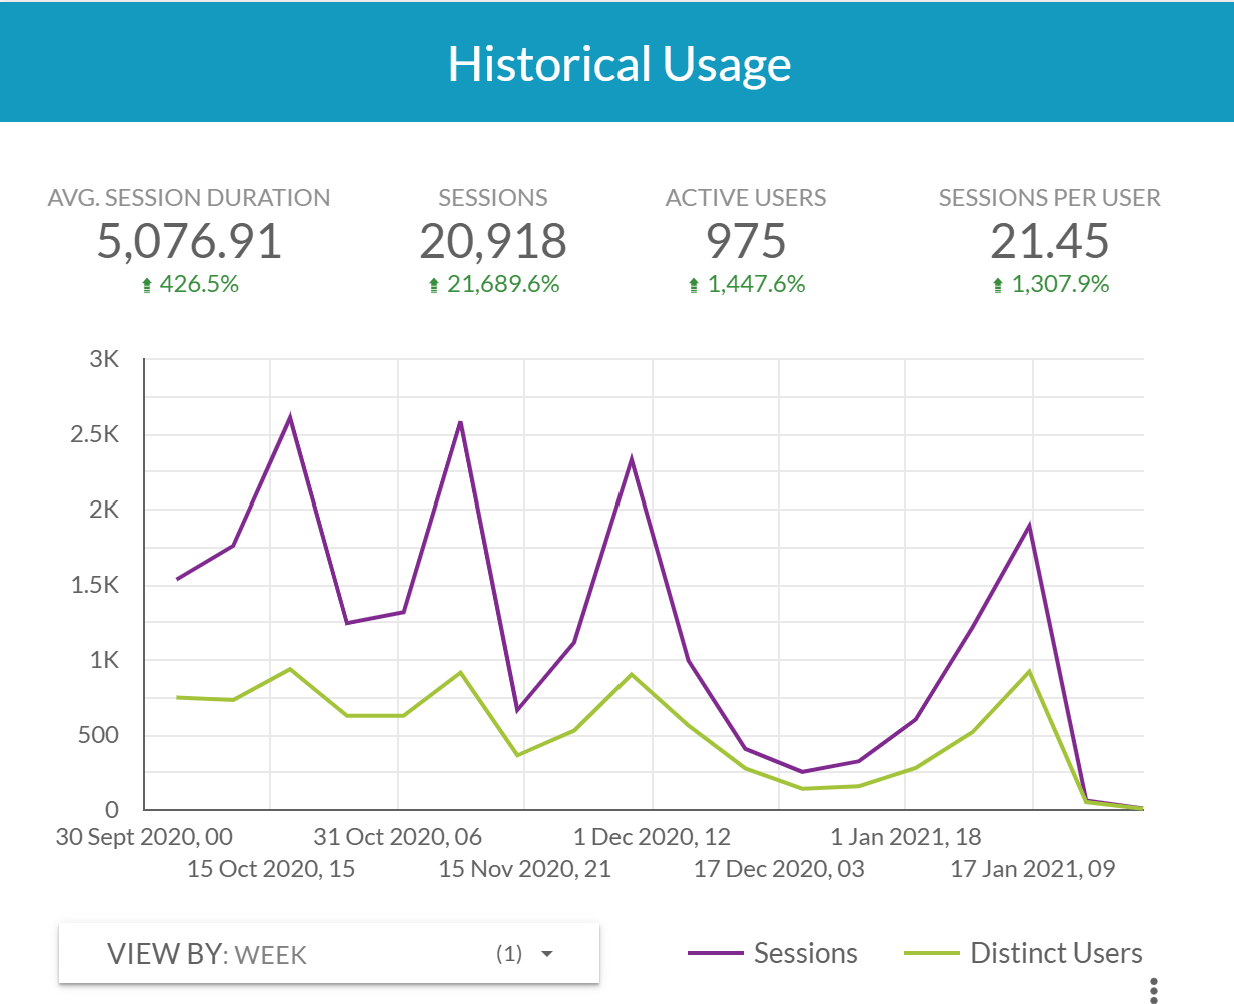 Historical Usage
AVG. SESSION DURATION
5,076.91
426.5%
SESSIONS
20,918
21,689.6%
ACTIVE USERS
975
1,447.6%
SESSIONS PER USER
21.45
1,307.9%
3K
2.5K
2K
1.5K
1K
500
0
30 Sept 2020, 00
15 Oct 2020, 15
31 Oct 2020, 06
15 Nov 2020, 21
1 Dec 2020, 12
17 Dec 2020, 03
1 Jan 2021, 18
17 Jan 2021, 09
VIEW BY: WEEK (1)
Sessions
Distinct Users